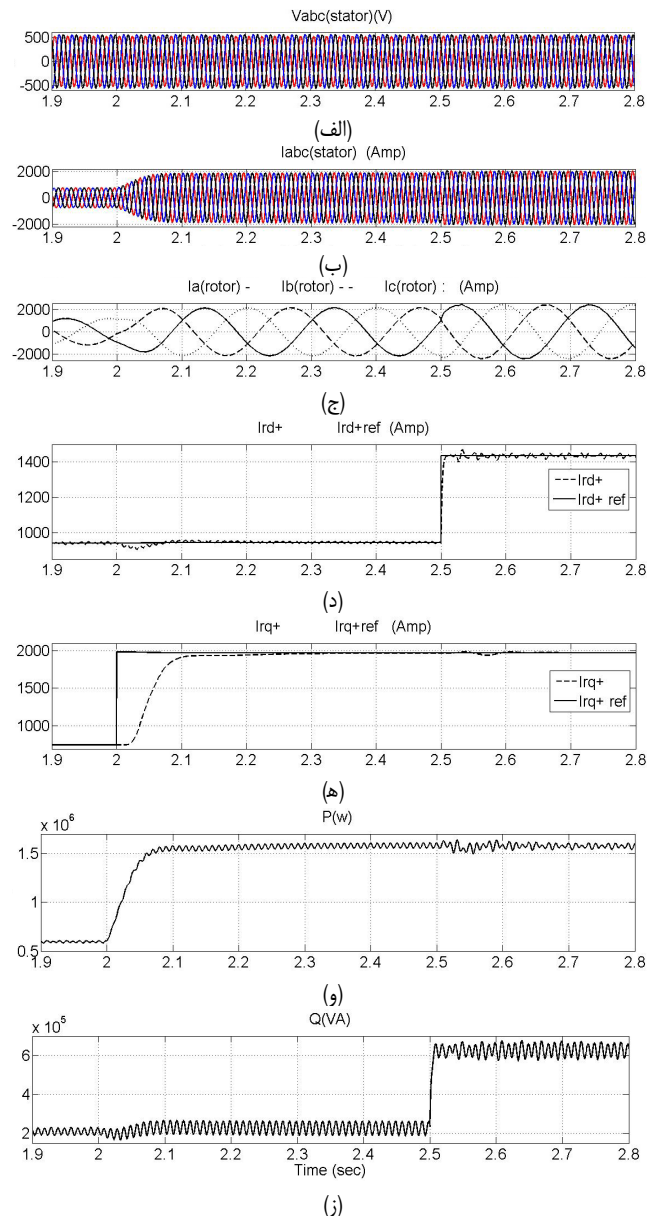 Vabc(stator)(V)
500
0
-500
1.9 2 2.1 2.2 2.3 2.4 2.5 2.6 2.7 2.8
(الف)
Iabc(stator) (Amp)
2000
0
-2000
1.9 2 2.1 2.2 2.3 2.4 2.5 2.6 2.7 2.8
(ب)
Ia(rotor) - Ib(rotor) - - Ic(rotor) : (Amp)
2000
0
-2000
1.9 2 2.1 2.2 2.3 2.4 2.5 2.6 2.7 2.8
(ج)
Ird+ Ird+ref (Amp)
1400
1200
1000
Ird+
Ird+ ref
1.9 2 2.1 2.2 2.3 2.4 2.5 2.6 2.7 2.8
(د)
Irq+ Irq+ref (Amp)
2000
1500
1000
Irq+
Irq+ ref
1.9 2 2.1 2.2 2.3 2.4 2.5 2.6 2.7 2.8
(ه)
x 10^6 P(w)
1.5
1
0.5
1.9 2 2.1 2.2 2.3 2.4 2.5 2.6 2.7 2.8
(و)
x 10^5 Q(VA)
6
4
2
1.9 2 2.1 2.2 2.3 2.4 2.5 2.6 2.7 2.8
Time (sec)
(ز)